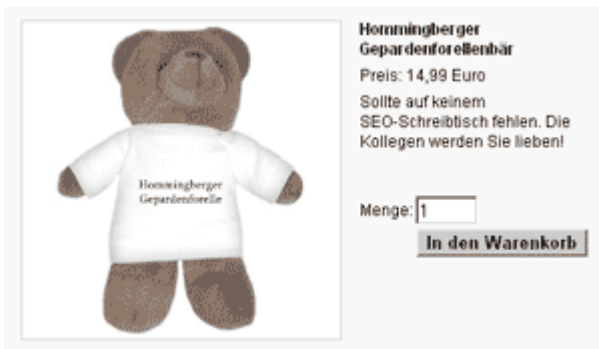 Hommingberger
Gepardenforelle
Hommingberger
Gepardenforellenbär
Preis: 14,99 Euro
Sollte auf keinem
SEO-Schreibtisch fehlen. Die
Kollegen werden Sie lieben!
Menge: 1
In den Warenkorb